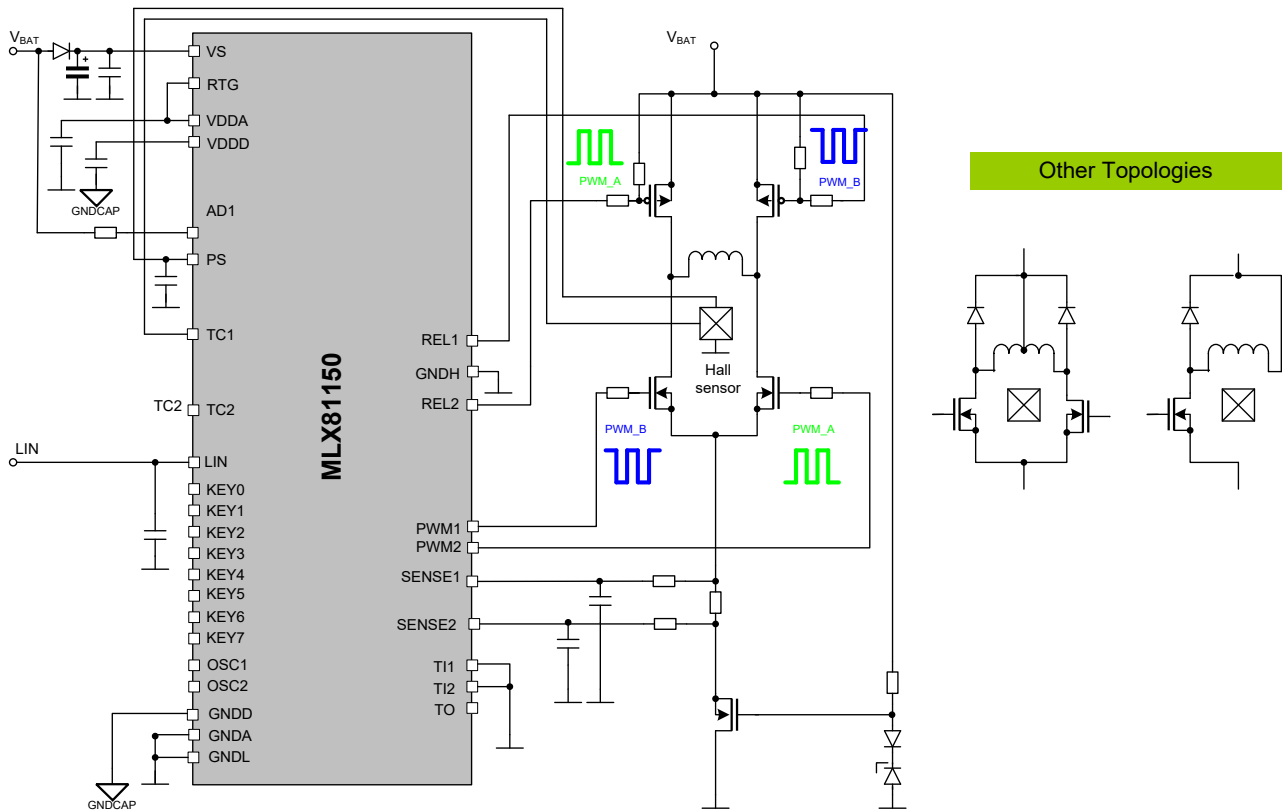 V_BAT
VS
RTG
VDDA
VDDD
GNDCAP
AD1
PS
TC1
TC2
TC2
LIN
LIN
KEY0
KEY1
KEY2
KEY3
KEY4
KEY5
KEY6
KEY7
OSC1
OSC2
GNDD
GNDA
GNDL
GNDCAP
MLX81150
REL1
GNDH
REL2
PWM1
PWM2
SENSE1
SENSE2
TI1
TI2
TO
V_BAT
PWM_A
PWM_B
Hall
sensor
PWM_B
PWM_A
Other Topologies
+